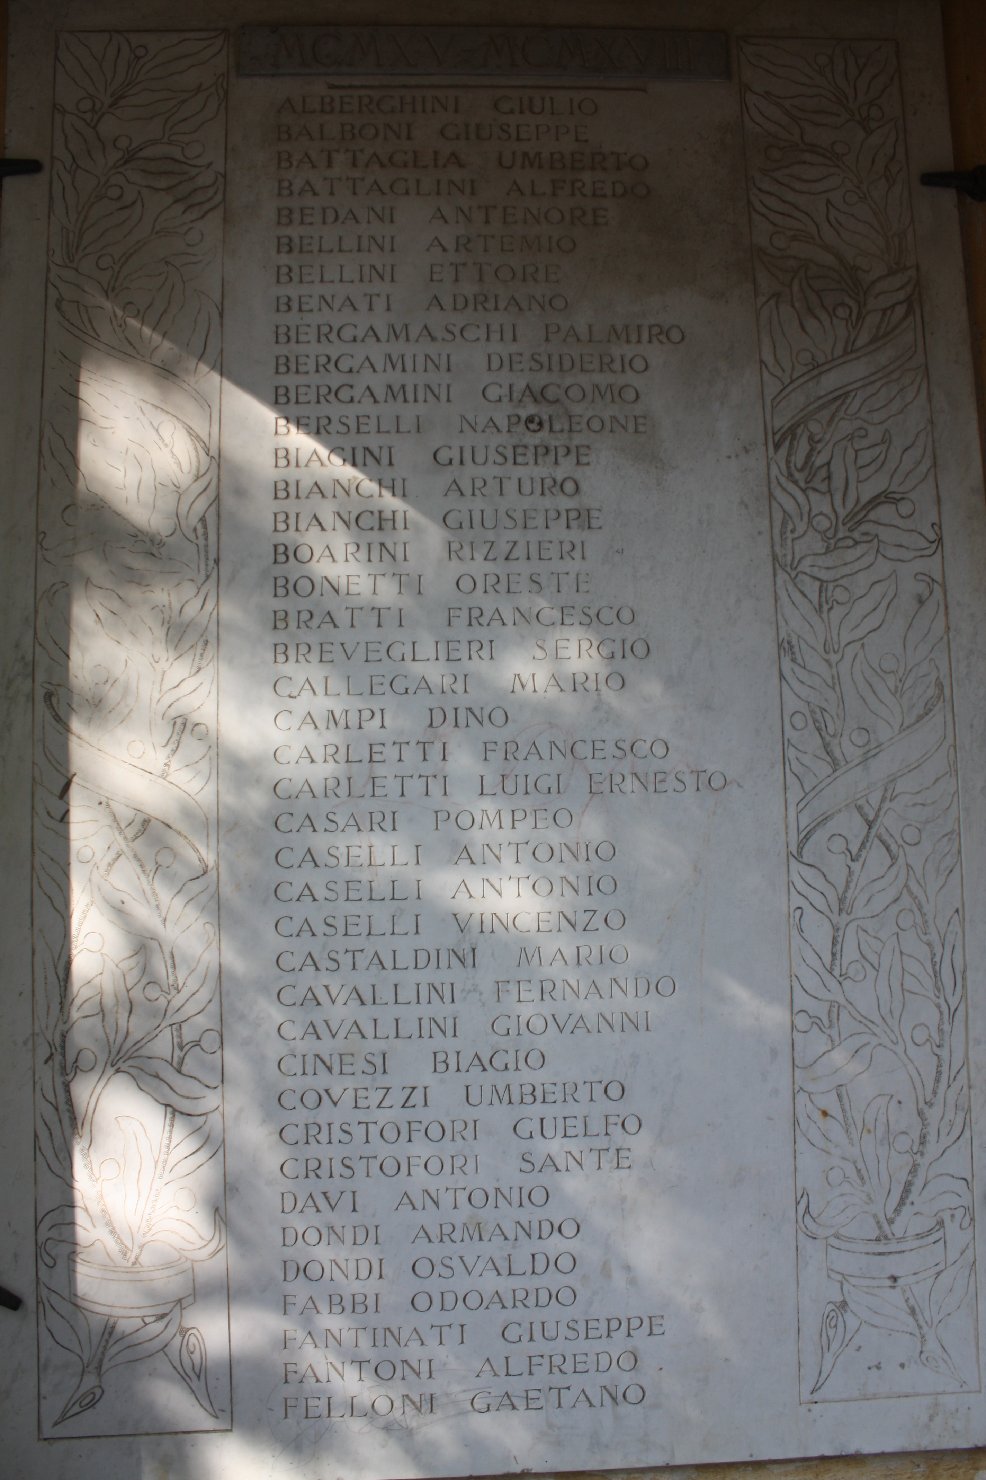 MCMXV - MCMXVIII
ALBERGHINI GIULIO
BALBONI GIUSEPPE
BATTAGLIA UMBERTO
BATTAGLINI ALFREDO
BEDANI ANTENORE
BELLINI ARTEMIO
BELLINI ETTORE
BENATI ADRIANO
BERGAMASCHI PALMIRO
BERGAMINI DESIDERIO
BERGAMINI GIACOMO
BERSELLI NAPOLEONE
BIAGINI GIUSEPPE
BIANCHI ARTURO
BIANCHI GIUSEPPE
BOARINI RIZZIERI
BONETTI ORESTE
BRATTI FRANCESCO
BREVEGLIERI SERGIO
CALLEGARI MARIO
CAMPI DINO
CARLETTI FRANCESCO
CARLETTI LUIGI ERNESTO
CASARI POMPEO
CASELLI ANTONIO
CASELLI ANTONIO
CASELLI VINCENZO
CASTALDINI MARIO
CAVALLINI FERNANDO
CAVALLINI GIOVANNI
CINESI BIAGIO
COVEZZI UMBERTO
CRISTOFORI GUELFO
CRISTOFORI SANTE
DAVI ANTONIO
DONDI ARMANDO
DONDI OSVALDO
FABBI ODOARDO
FANTINATI GIUSEPPE
FANTONI ALFREDO
FELLONI GAETANO